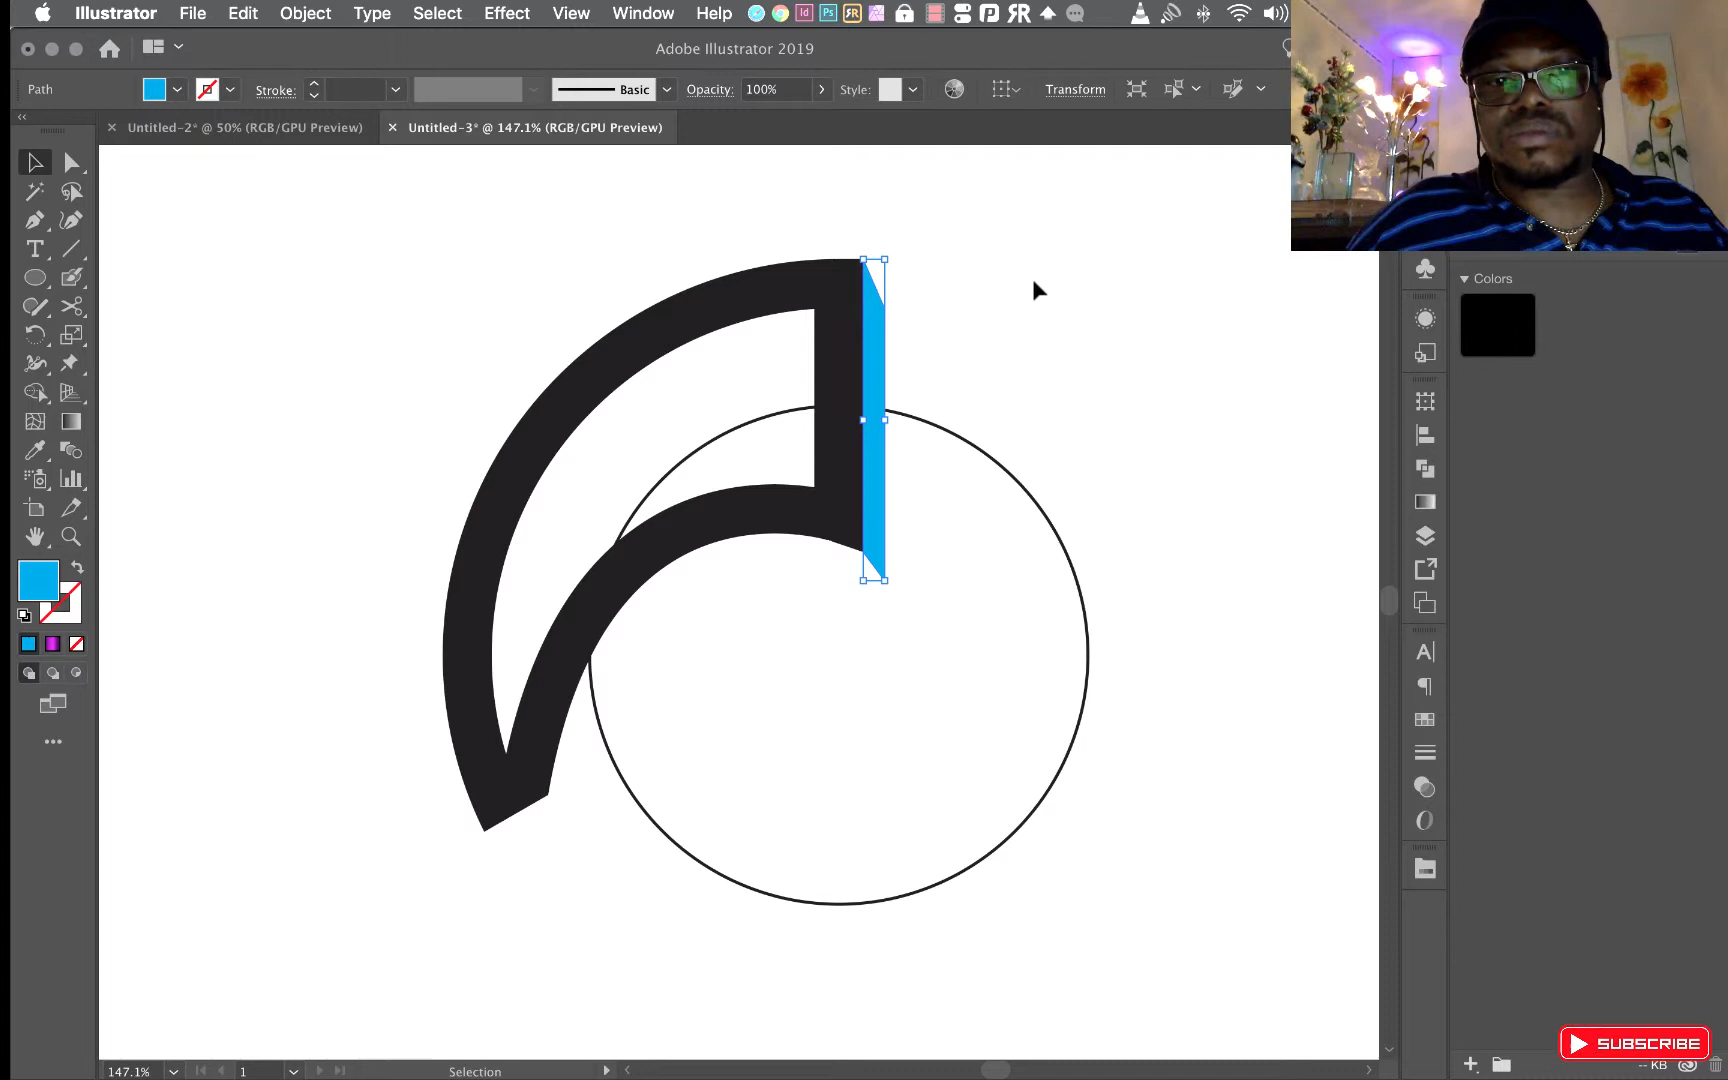 Illustrator File Edit Object Type Select Effect View Window Help
Adobe Illustrator 2019
Path Stroke: Basic Opacity: 100% Style: Transform
Untitled-2* @ 50% (RGB/GPU Preview) Untitled-3* @ 147.1% (RGB/GPU Preview)
Colors
SUBSCRIBE
147.1% 1 Selection -- KB